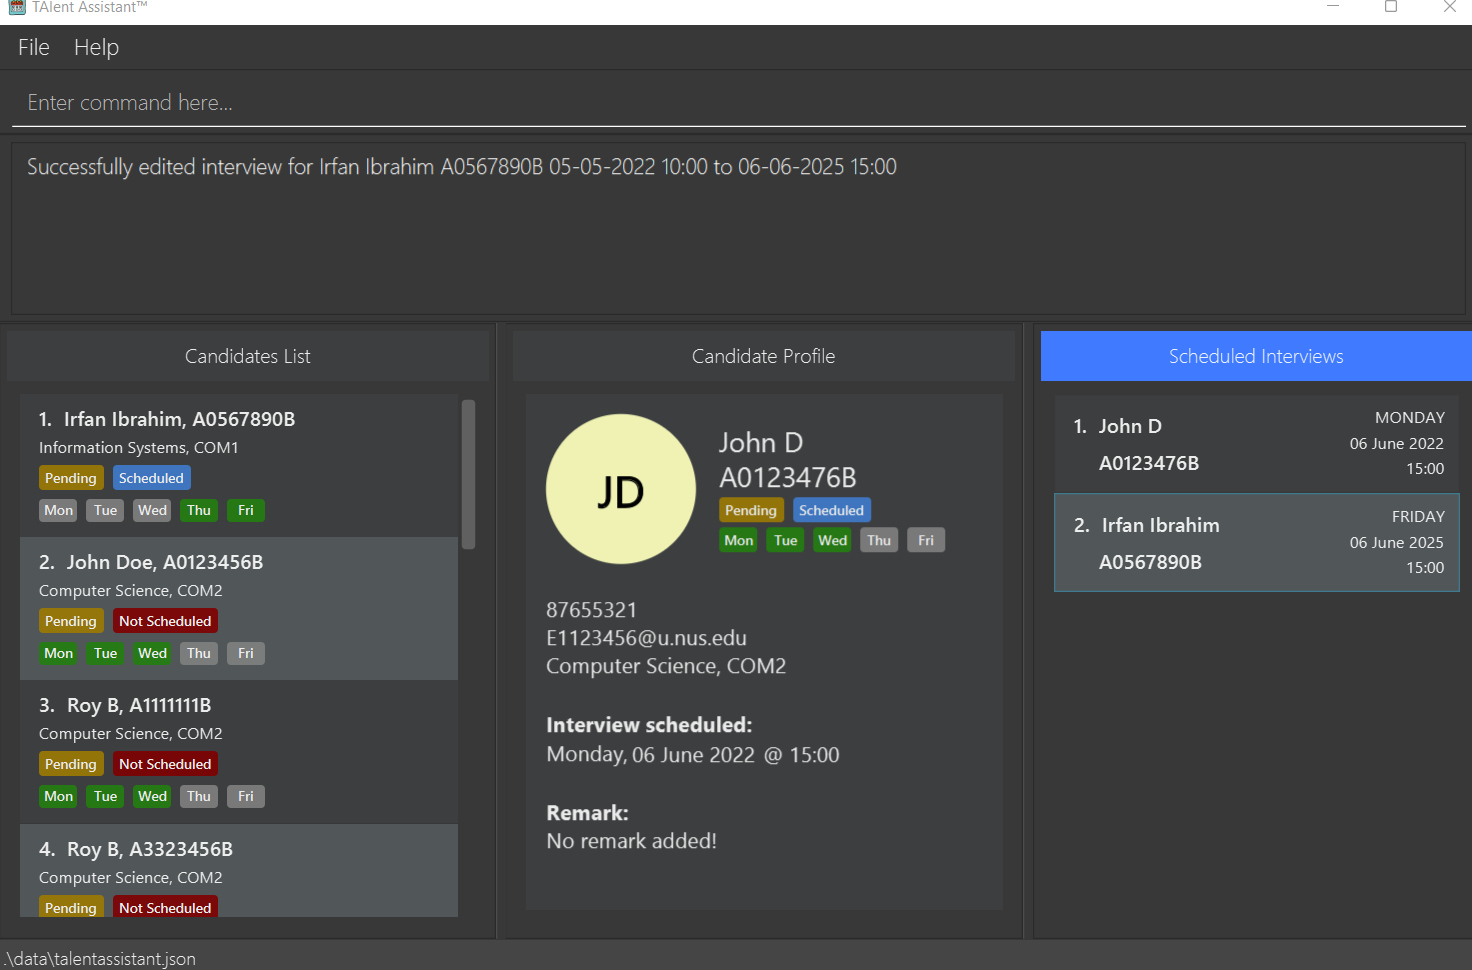 TAlent Assistant™
File Help
Enter command here...
Successfully edited interview for Irfan Ibrahim A0567890B 05-05-2022 10:00 to 06-06-2025 15:00
Candidates List
1. Irfan Ibrahim, A0567890B
Information Systems, COM1
Pending Scheduled
Mon Tue Wed Thu Fri
2. John Doe, A0123456B
Computer Science, COM2
Pending Not Scheduled
Mon Tue Wed Thu Fri
3. Roy B, A1111111B
Computer Science, COM2
Pending Not Scheduled
Mon Tue Wed Thu Fri
4. Roy B, A3323456B
Computer Science, COM2
Pending Not Scheduled
Candidate Profile
JD
John D
A0123476B
Pending Scheduled
Mon Tue Wed Thu Fri
87655321
E1123456@u.nus.edu
Computer Science, COM2
Interview scheduled:
Monday, 06 June 2022 @ 15:00
Remark:
No remark added!
Scheduled Interviews
1. John D
A0123476B
MONDAY
06 June 2022
15:00
2. Irfan Ibrahim
A0567890B
FRIDAY
06 June 2025
15:00
.\data\talentassistant.json